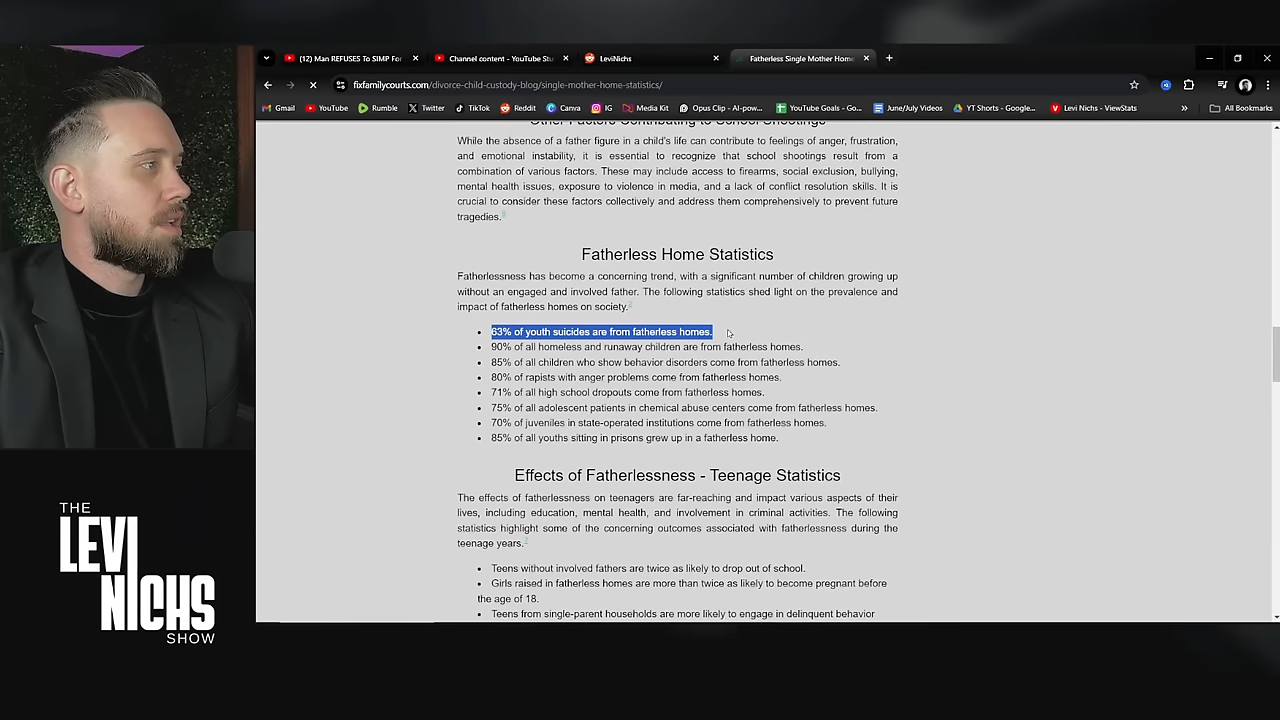 (12) Man REFUSES To SIMP For
Channel content - YouTube Stu
LeviNichs
Fatherless Single Mother Home
fixfamilycourts.com/divorce-child-custody-blog/single-mother-home-statistics/
Gmail
YouTube
Rumble
Twitter
TikTok
Reddit
Canva
IG
Media Kit
Opus Clip - AI-pow...
YouTube Goals - Go...
June/July Videos
YT Shorts - Google...
Levi Nichs - ViewStats
All Bookmarks
Other Factors Contributing to School Shootings
While the absence of a father figure in a child's life can contribute to feelings of anger, frustration,
and emotional instability, it is essential to recognize that school shootings result from a
combination of various factors. These may include access to firearms, social exclusion, bullying,
mental health issues, exposure to violence in media, and a lack of conflict resolution skills. It is
crucial to consider these factors collectively and address them comprehensively to prevent future
tragedies.
Fatherless Home Statistics
Fatherlessness has become a concerning trend, with a significant number of children growing up
without an engaged and involved father. The following statistics shed light on the prevalence and
impact of fatherless homes on society.
• 63% of youth suicides are from fatherless homes.
• 90% of all homeless and runaway children are from fatherless homes.
• 85% of all children who show behavior disorders come from fatherless homes.
• 80% of rapists with anger problems come from fatherless homes.
• 71% of all high school dropouts come from fatherless homes.
• 75% of all adolescent patients in chemical abuse centers come from fatherless homes.
• 70% of juveniles in state-operated institutions come from fatherless homes.
• 85% of all youths sitting in prisons grew up in a fatherless home.
Effects of Fatherlessness - Teenage Statistics
The effects of fatherlessness on teenagers are far-reaching and impact various aspects of their
lives, including education, mental health, and involvement in criminal activities. The following
statistics highlight some of the concerning outcomes associated with fatherlessness during the
teenage years.
• Teens without involved fathers are twice as likely to drop out of school.
• Girls raised in fatherless homes are more than twice as likely to become pregnant before
the age of 18.
• Teens from single-parent households are more likely to engage in delinquent behavior
THE
LEVI
NICHS
SHOW